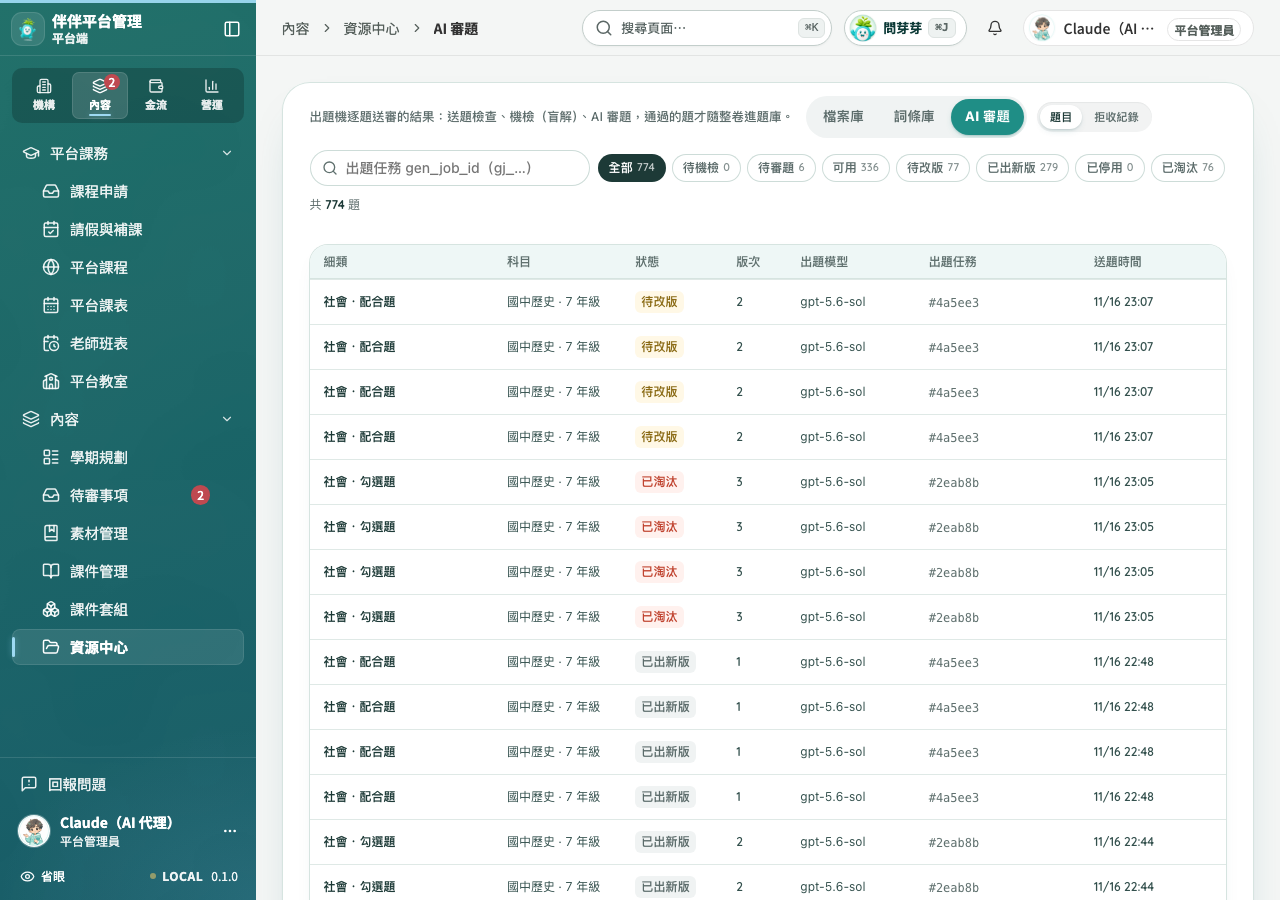 伴伴平台管理
平台端
機構
內容
2
金流
營運
平台課務
課程申請
請假與補課
平台課程
平台課表
老師班表
平台教室
內容
學期規劃
待審事項 2
素材管理
課件管理
課件套組
資源中心
回報問題
Claude（AI 代理）
平台管理員
省眼 LOCAL 0.1.0
內容 資源中心 AI 審題
搜尋頁面… ⌘K
問芽芽 ⌘J
Claude（AI … 平台管理員
出題機逐題送審的結果：送題檢查、機檢（盲解）、AI 審題，通過的題才隨整卷進題庫。
檔案庫 詞條庫 AI 審題
題目 拒收紀錄
出題任務 gen_job_id（gj_…）
全部 774 待機檢 0 待審題 6 可用 336 待改版 77 已出新版 279 已停用 0 已淘汰 76
共 774 題
細類 科目 狀態 版次 出題模型 出題任務 送題時間
社會 · 配合題 國中歷史 · 7 年級 待改版 2 gpt-5.6-sol #4a5ee3 11/16 23:07
社會 · 配合題 國中歷史 · 7 年級 待改版 2 gpt-5.6-sol #4a5ee3 11/16 23:07
社會 · 配合題 國中歷史 · 7 年級 待改版 2 gpt-5.6-sol #4a5ee3 11/16 23:07
社會 · 配合題 國中歷史 · 7 年級 待改版 2 gpt-5.6-sol #4a5ee3 11/16 23:07
社會 · 勾選題 國中歷史 · 7 年級 已淘汰 3 gpt-5.6-sol #2eab8b 11/16 23:05
社會 · 勾選題 國中歷史 · 7 年級 已淘汰 3 gpt-5.6-sol #2eab8b 11/16 23:05
社會 · 勾選題 國中歷史 · 7 年級 已淘汰 3 gpt-5.6-sol #2eab8b 11/16 23:05
社會 · 勾選題 國中歷史 · 7 年級 已淘汰 3 gpt-5.6-sol #2eab8b 11/16 23:05
社會 · 配合題 國中歷史 · 7 年級 已出新版 1 gpt-5.6-sol #4a5ee3 11/16 22:48
社會 · 配合題 國中歷史 · 7 年級 已出新版 1 gpt-5.6-sol #4a5ee3 11/16 22:48
社會 · 配合題 國中歷史 · 7 年級 已出新版 1 gpt-5.6-sol #4a5ee3 11/16 22:48
社會 · 配合題 國中歷史 · 7 年級 已出新版 1 gpt-5.6-sol #4a5ee3 11/16 22:48
社會 · 勾選題 國中歷史 · 7 年級 已出新版 2 gpt-5.6-sol #2eab8b 11/16 22:44
社會 · 勾選題 國中歷史 · 7 年級 已出新版 2 gpt-5.6-sol #2eab8b 11/16 22:44